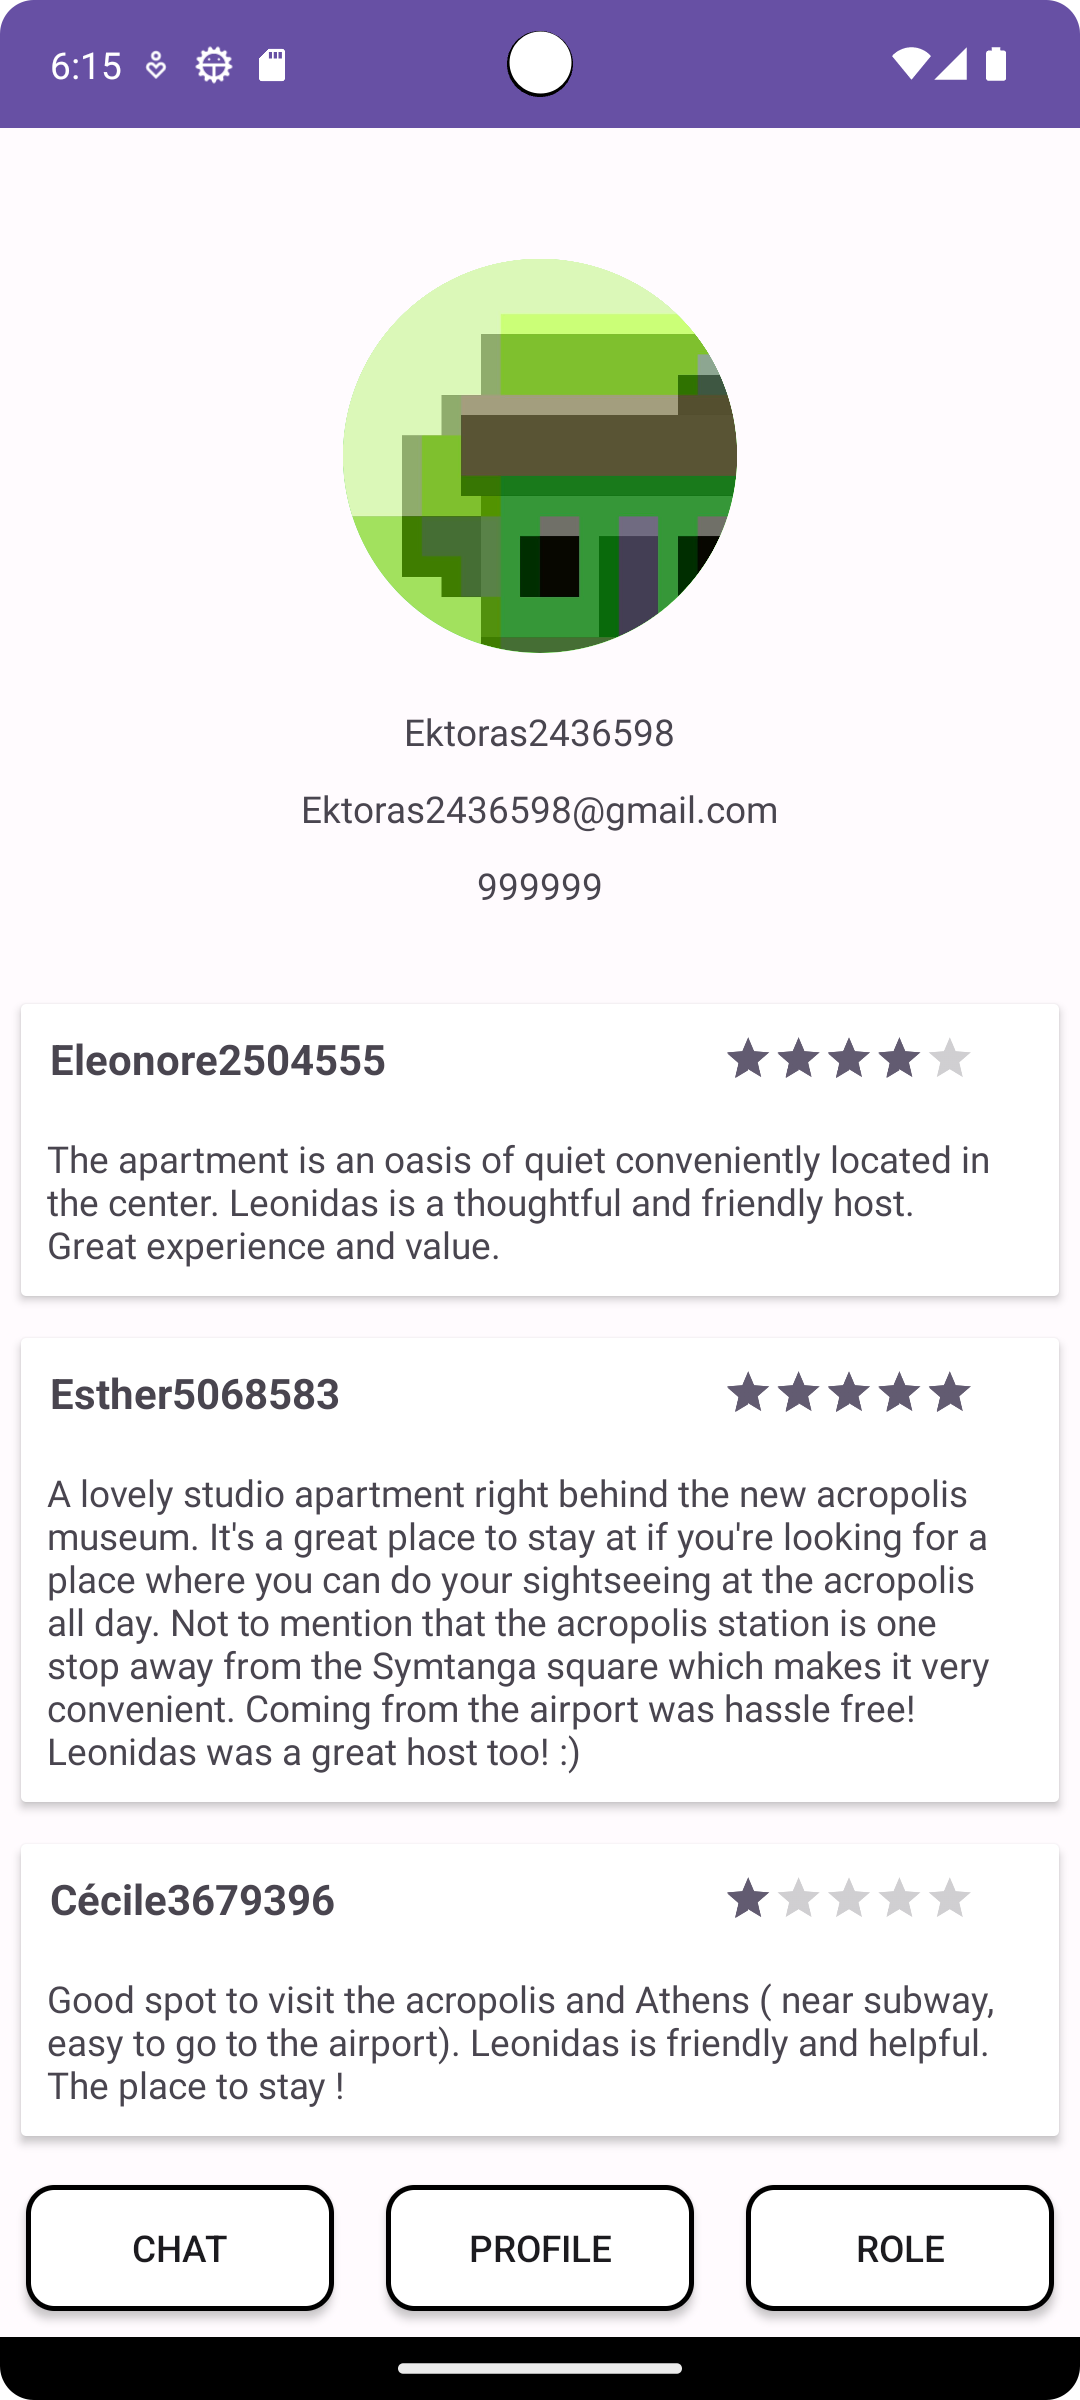 6:15
Ektoras2436598
Ektoras2436598@gmail.com
999999
Eleonore2504555
The apartment is an oasis of quiet conveniently located in
the center. Leonidas is a thoughtful and friendly host.
Great experience and value.
Esther5068583
A lovely studio apartment right behind the new acropolis
museum. It's a great place to stay at if you're looking for a
place where you can do your sightseeing at the acropolis
all day. Not to mention that the acropolis station is one
stop away from the Symtanga square which makes it very
convenient. Coming from the airport was hassle free!
Leonidas was a great host too! :)
Cécile3679396
Good spot to visit the acropolis and Athens ( near subway,
easy to go to the airport). Leonidas is friendly and helpful.
The place to stay !
CHAT
PROFILE
ROLE